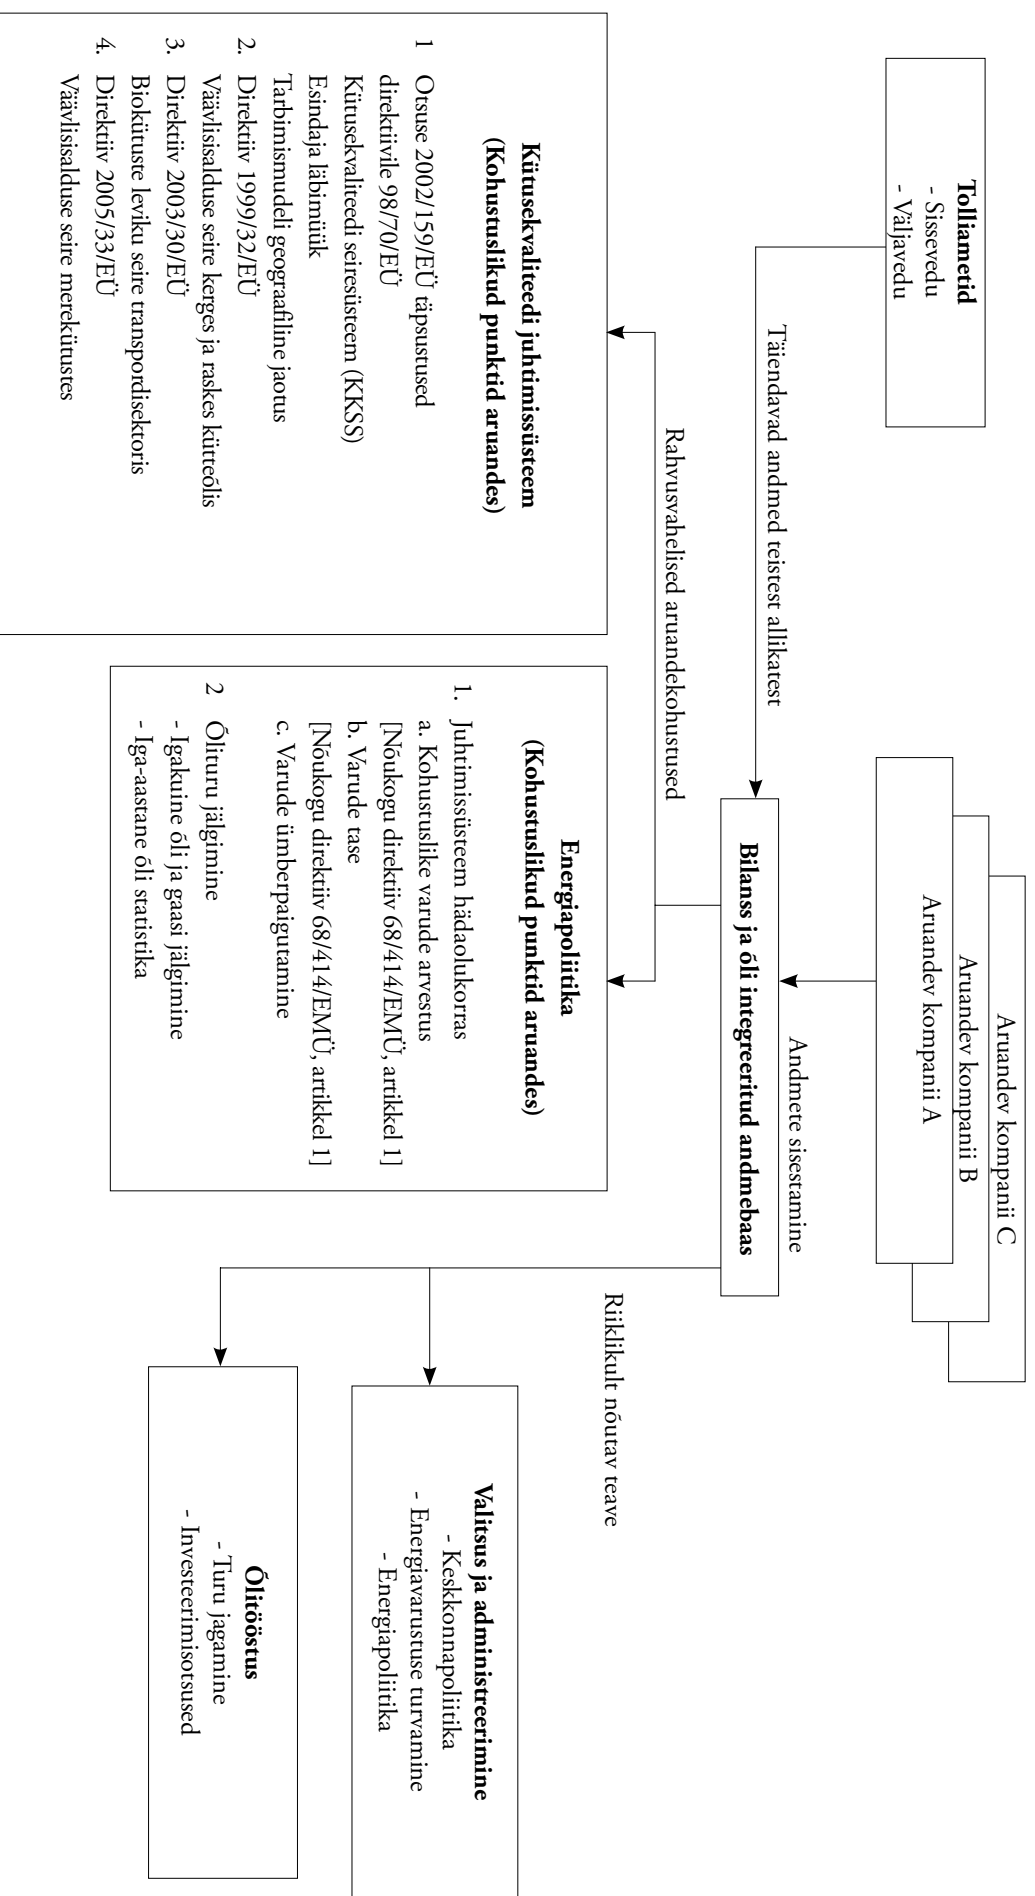 Aruandev kompanii C
Aruandev kompanii B
Aruandev kompanii A
Tolliametid
- Sissevedu
- Väljavedu
Andmete sisestamine
Täiendavad andmed teistest allikatest
Bilanss ja õli integreeritud andmebaas
Rahvusvahelised aruandekohustused
Riiklikult nõutav teave
Kütusekvaliteedi juhtimissüsteem
(Kohustuslikud punktid aruandes)
1 Otsuse 2002/159/EÜ täpsustused
direktiivile 98/70/EÜ
Kütusekvaliteedi seiresüsteem (KKSS)
Esindaja läbimüük
Tarbimismudeli geograafiline jaotus
2. Direktiiv 1999/32/EÜ
Väävlisisalduse seire kerges ja raskes kütteõlis
3. Direktiiv 2003/30/EÜ
Biokütuste leviku seire transpordisektoris
4. Direktiiv 2005/33/EÜ
Väävlisisalduse seire merekütustes
Energiapoliitika
(Kohustuslikud punktid aruandes)
1. Juhtimissüsteem hädaolukorras
a. Kohustuslike varude arvestus
[Nõukogu direktiiv 68/414/EMÜ, artikkel 1]
b. Varude tase
[Nõukogu direktiiv 68/414/EMÜ, artikkel 1]
c. Varude ümberpaigutamine
2 Õlituru jälgimine
- Igakuine õli ja gaasi jälgimine
- Iga-aastane õli statistika
Valitsus ja administreerimine
- Keskkonnapoliitika
- Energiavarustuse turvamine
- Energiapoliitika
Õlitööstus
- Turu jagamine
- Investeerimisotsused